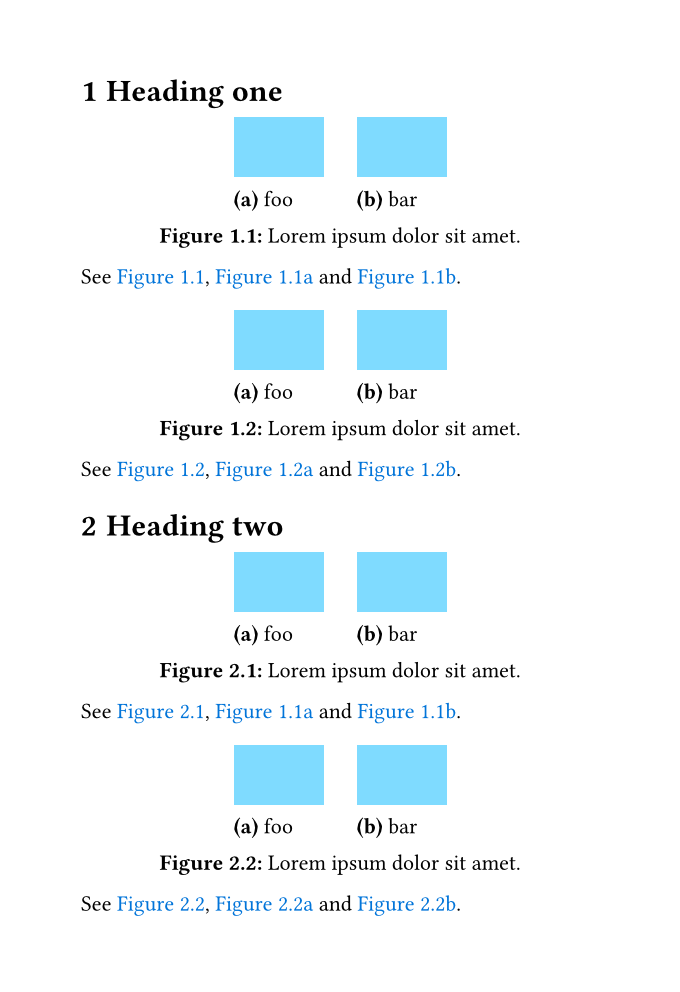 1 Heading one
(a) foo (b) bar
Figure 1.1: Lorem ipsum dolor sit amet.
See Figure 1.1, Figure 1.1a and Figure 1.1b.
(a) foo (b) bar
Figure 1.2: Lorem ipsum dolor sit amet.
See Figure 1.2, Figure 1.2a and Figure 1.2b.
2 Heading two
(a) foo (b) bar
Figure 2.1: Lorem ipsum dolor sit amet.
See Figure 2.1, Figure 1.1a and Figure 1.1b.
(a) foo (b) bar
Figure 2.2: Lorem ipsum dolor sit amet.
See Figure 2.2, Figure 2.2a and Figure 2.2b.